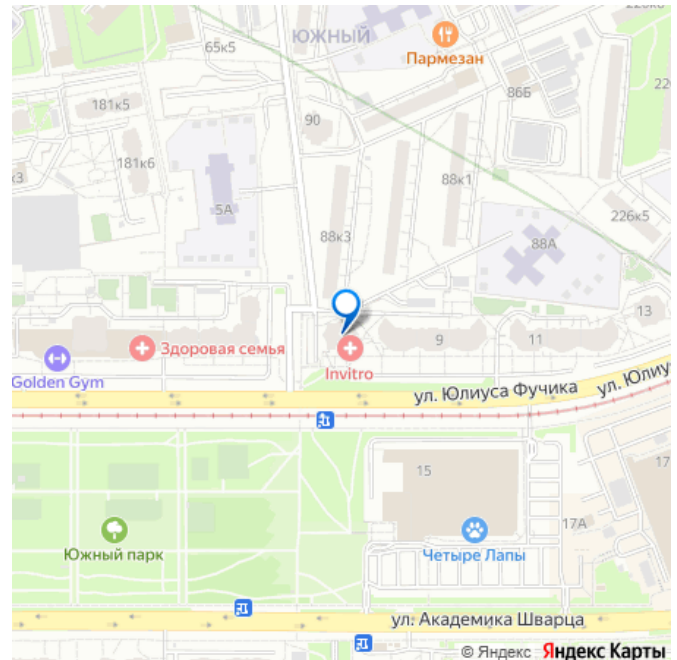 226к6
65к5
ЮЖНЫЙ
Пармезан
22
181к5
90
86Б
181к6
к3
5А
88к1
88к3
88А
226к5
13
9
11
Здоровая семья
Golden Gym
Invitro
ул. Юлиуса Фучика
ул. Юлиу
15
17
17А
Южный парк
Четыре Лапы
ул. Академика Шварца
© Яндекс Яндекс Карты